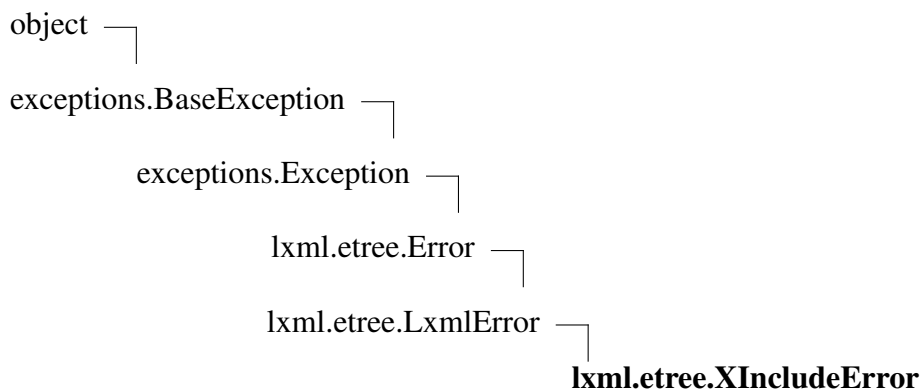 object
exceptions.BaseException
exceptions.Exception
lxml.etree.Error
lxml.etree.LxmlError
lxml.etree.XIncludeError